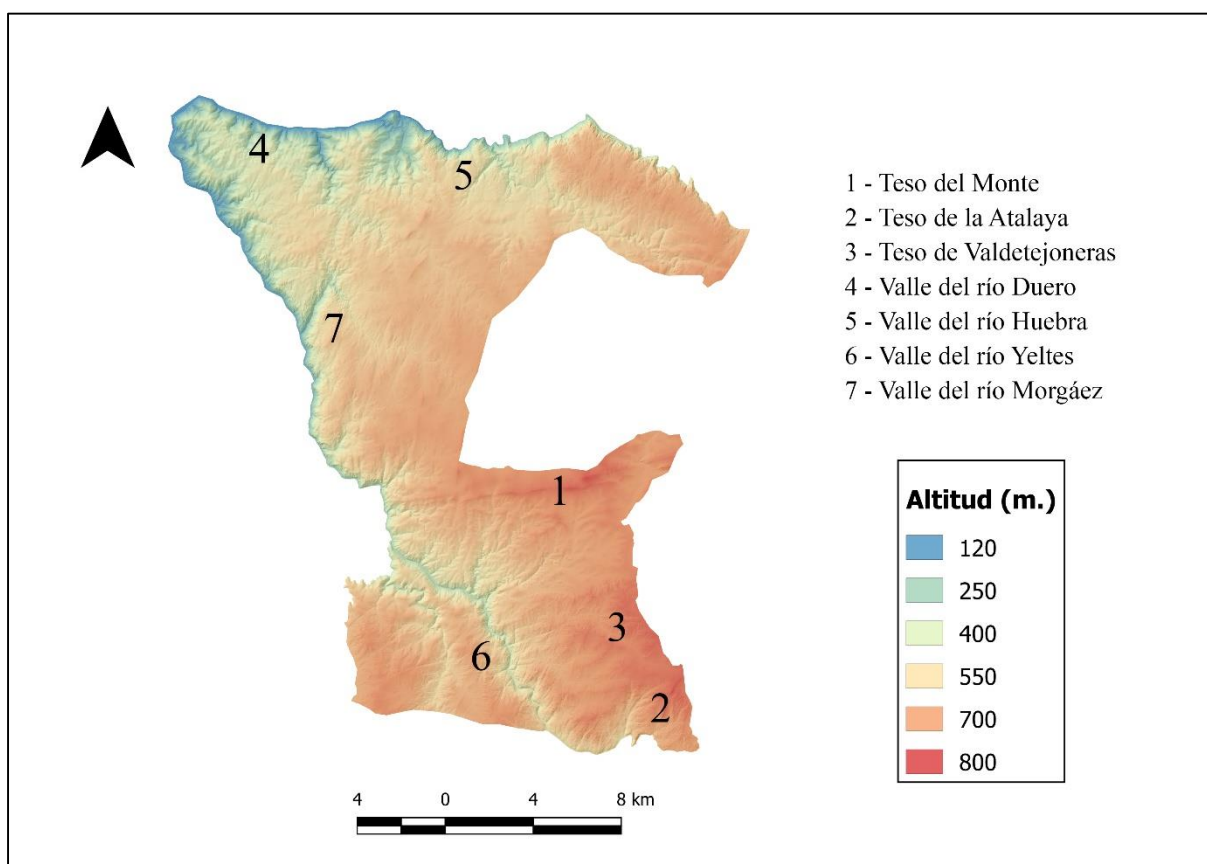 4
5
7
1
3
6
2
1 - Teso del Monte
2 - Teso de la Atalaya
3 - Teso de Valdetejoneras
4 - Valle del río Duero
5 - Valle del río Huebra
6 - Valle del río Yeltes
7 - Valle del río Morgáez
Altitud (m.)
120
250
400
550
700
800
4 0 4 8 km